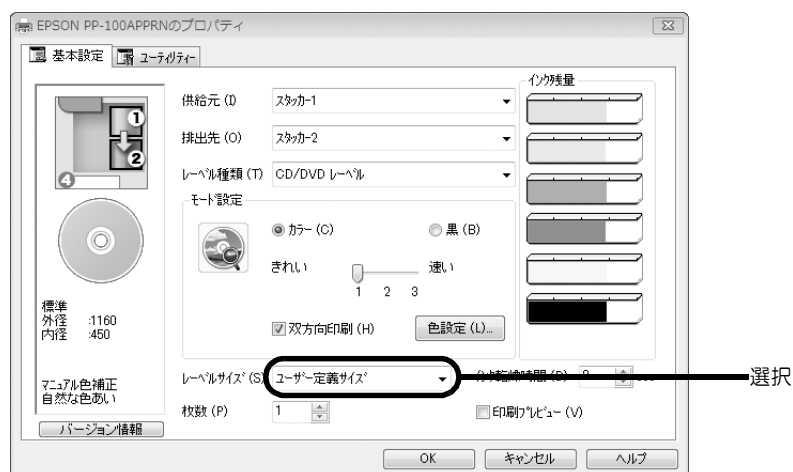 EPSON PP-100APPRNのプロパティ
基本設定 ユーティリティー
インク残量
供給元 (I) スタッカー1
1
排出先 (O) スタッカー2
2
レーベル種類 (T) CD/DVD レーベル
4
モード設定
カラー (C) 黒 (B)
きれい 速い
1 2 3
標準
外径 :1160
内径 :450
双方向印刷 (H) 色設定 (L)...
レーベルサイズ (S) ユーザー定義サイズ
選択
マニュアル色補正
自然な色あい
枚数 (P) 1 印刷プレビュー (V)
バージョン情報
OK キャンセル ヘルプ